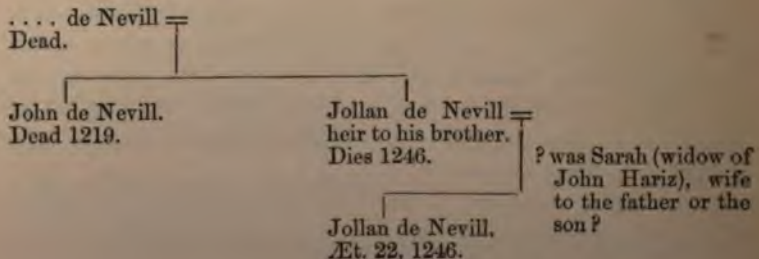 .... de Nevill =
Dead.
John de Nevill.
Dead 1219.
Jollan de Nevill =
heir to his brother.
Dies 1246.
? was Sarah (widow of
John Hariz), wife
to the father or the
son?
Jollan de Nevill.
Æt. 22. 1246.